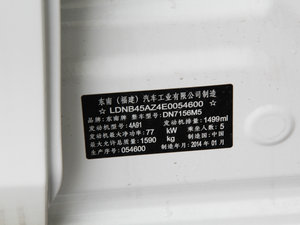 东南（福建）汽车工业有限公司制造
☆ LDNB45AZ4E0054600 ☆
品牌：东南牌 整车型号：DN7156M5
发动机型号：4A91 发动机排量：1499ml
发动机最大净功率：77 kW 乘坐人数：5
最大允许总质量：1590 kg 制造国：中国
生产序号：054600 制造年月：2014 年 01 月